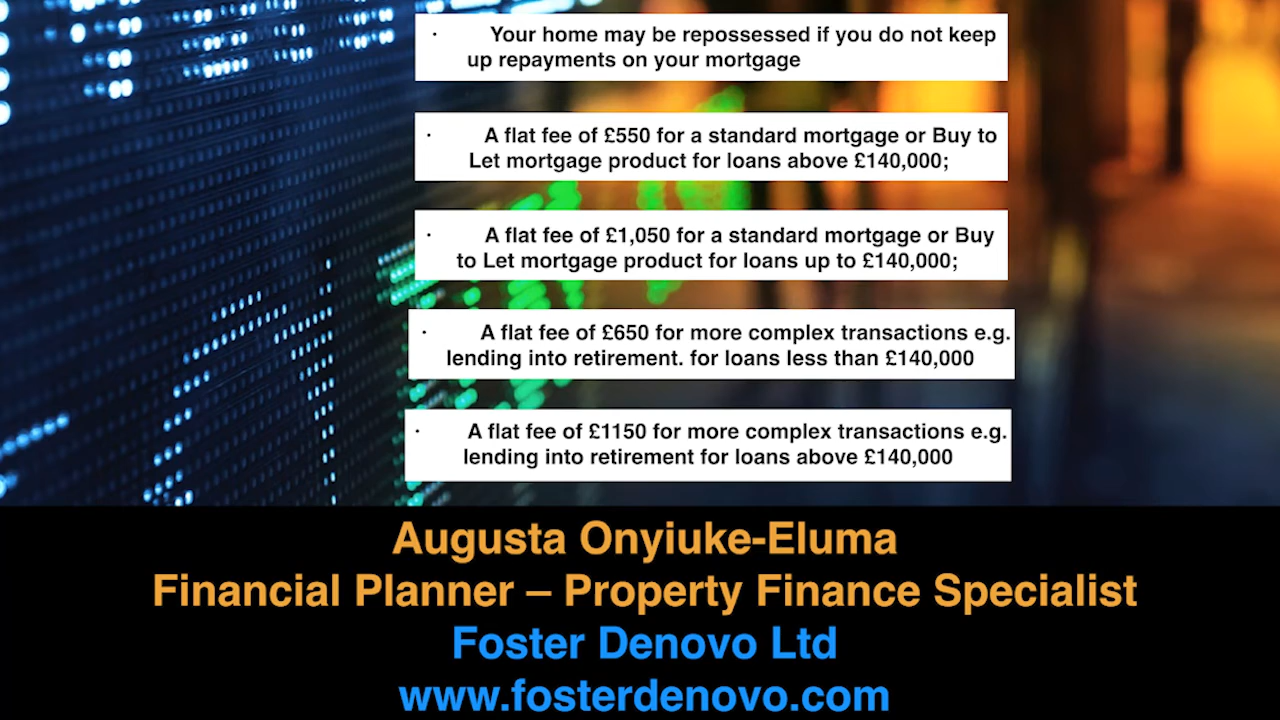 · Your home may be repossessed if you do not keep
up repayments on your mortgage
· A flat fee of £550 for a standard mortgage or Buy to
Let mortgage product for loans above £140,000;
· A flat fee of £1,050 for a standard mortgage or Buy
to Let mortgage product for loans up to £140,000;
· A flat fee of £650 for more complex transactions e.g.
lending into retirement. for loans less than £140,000
· A flat fee of £1150 for more complex transactions e.g.
lending into retirement for loans above £140,000
Augusta Onyiuke-Eluma
Financial Planner – Property Finance Specialist
Foster Denovo Ltd
www.fosterdenovo.com